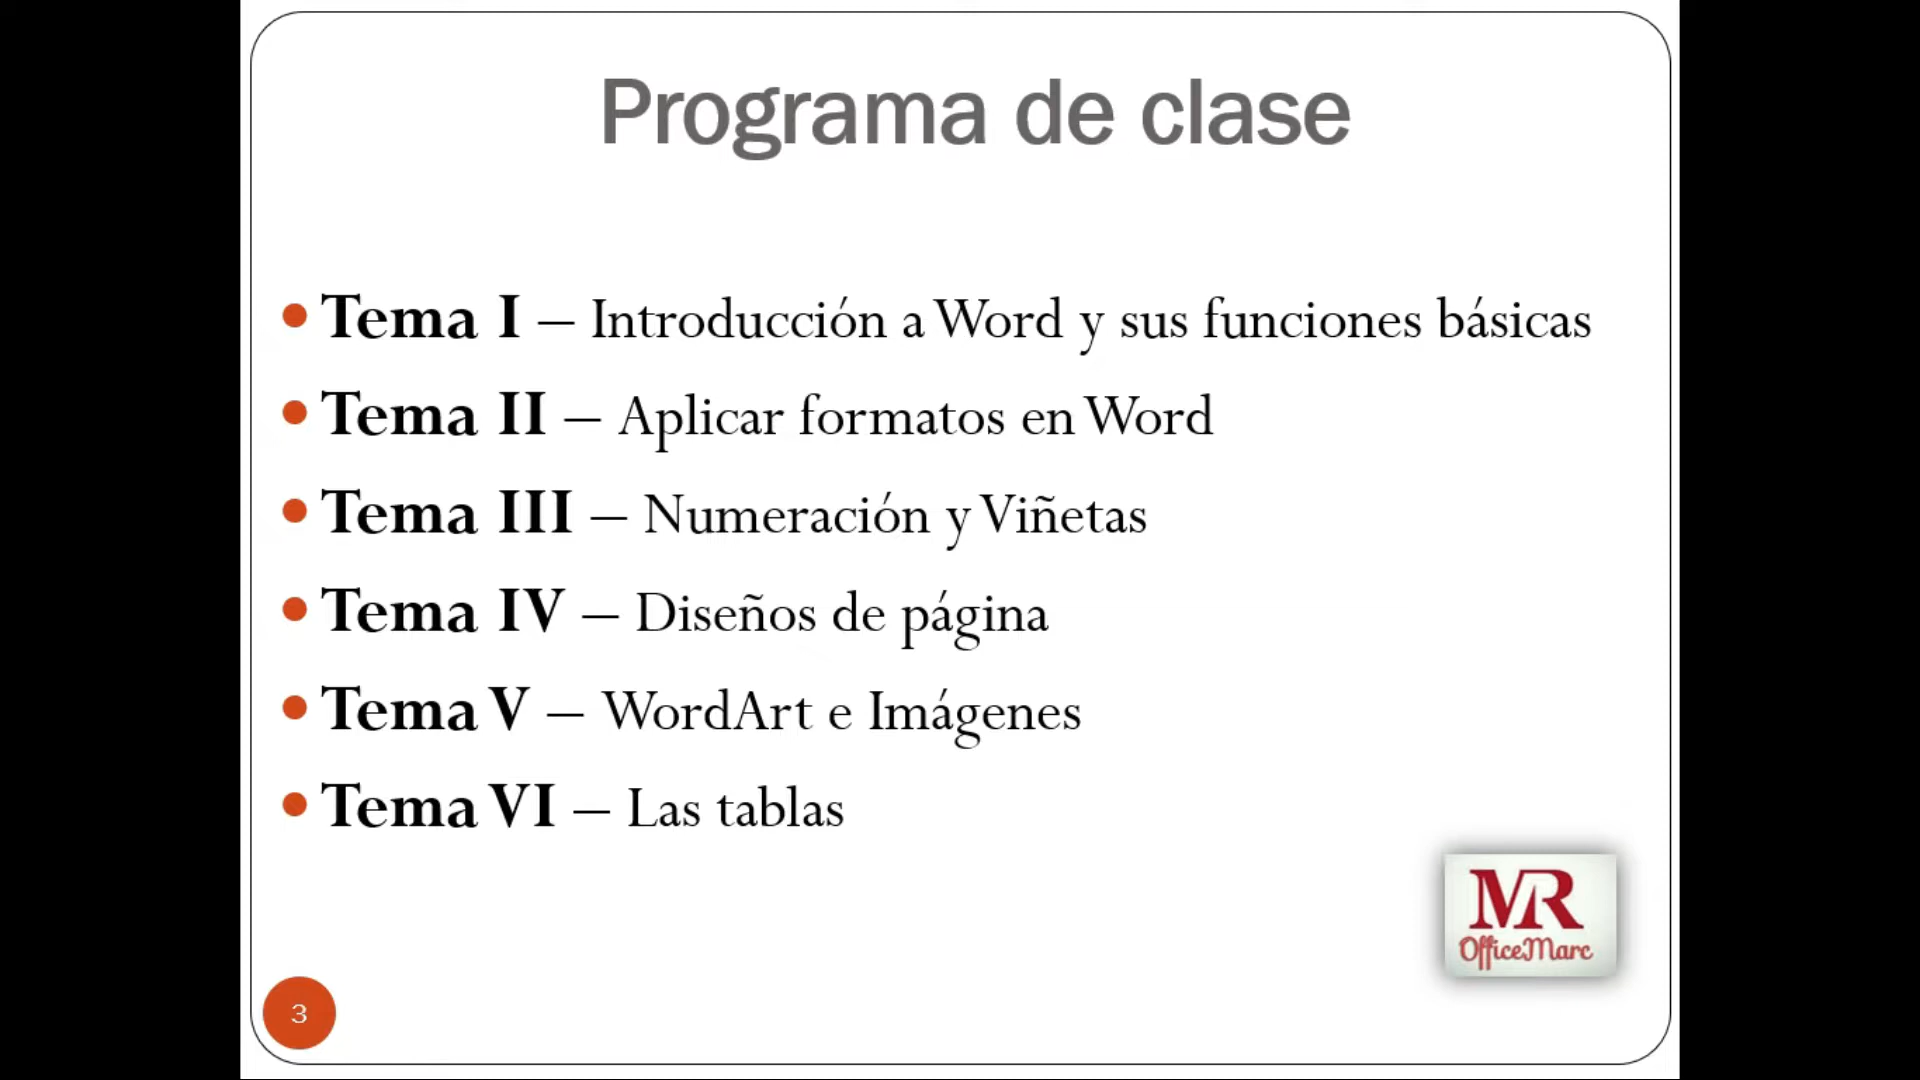 Programa de clase
• Tema I – Introducción a Word y sus funciones básicas
• Tema II – Aplicar formatos en Word
• Tema III – Numeración y Viñetas
• Tema IV – Diseños de página
• Tema V – WordArt e Imágenes
• Tema VI – Las tablas
MR
OfficeMarc
3